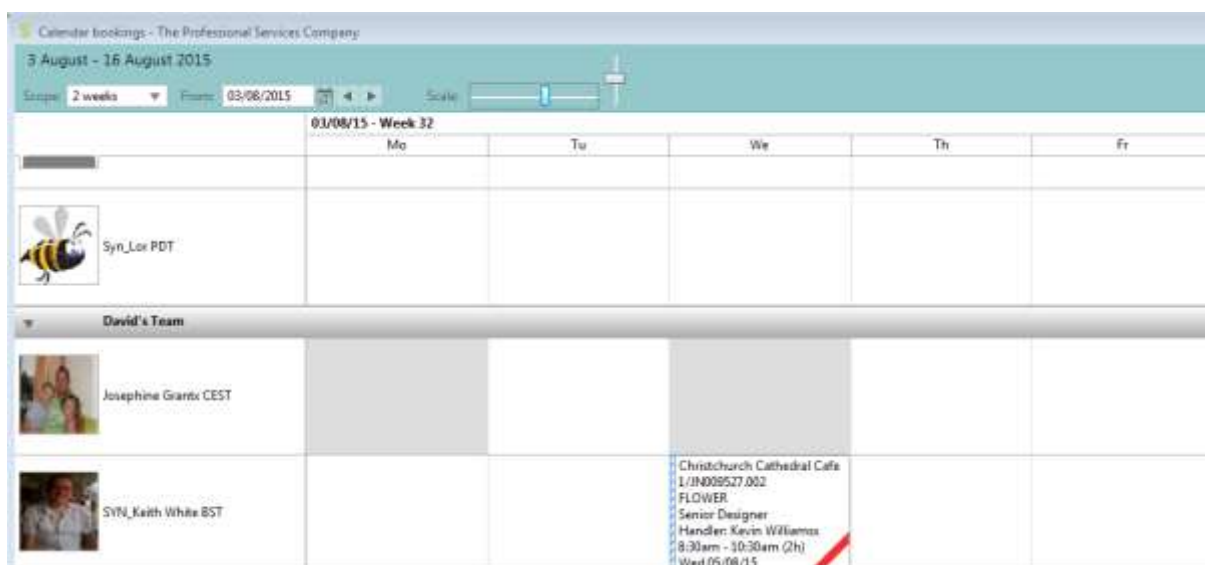 Calendar bookings - The Professional Services Company
3 August - 16 August 2015
Scope: 2 weeks From: 03/08/2015 Scale:
03/08/15 - Week 32
Mo Tu We Th Fr
Syn_Lor PDT
David's Team
Josephine Grantx CEST
SYN_Keith White BST
Christchurch Cathedral Cafe
1/JN009527.002
FLOWER
Senior Designer
Handler: Kevin Williamos
8:30am - 10:30am (2h)
Wed 05/08/15